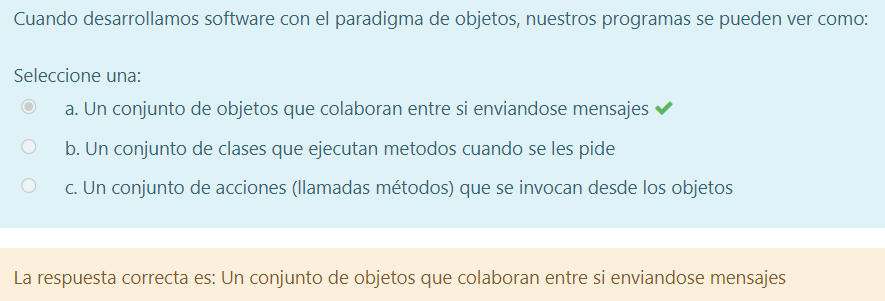 Cuando desarrollamos software con el paradigma de objetos, nuestros programas se pueden ver como:
Seleccione una:
a. Un conjunto de objetos que colaboran entre si enviandose mensajes
b. Un conjunto de clases que ejecutan metodos cuando se les pide
c. Un conjunto de acciones (llamadas métodos) que se invocan desde los objetos
La respuesta correcta es: Un conjunto de objetos que colaboran entre si enviandose mensajes